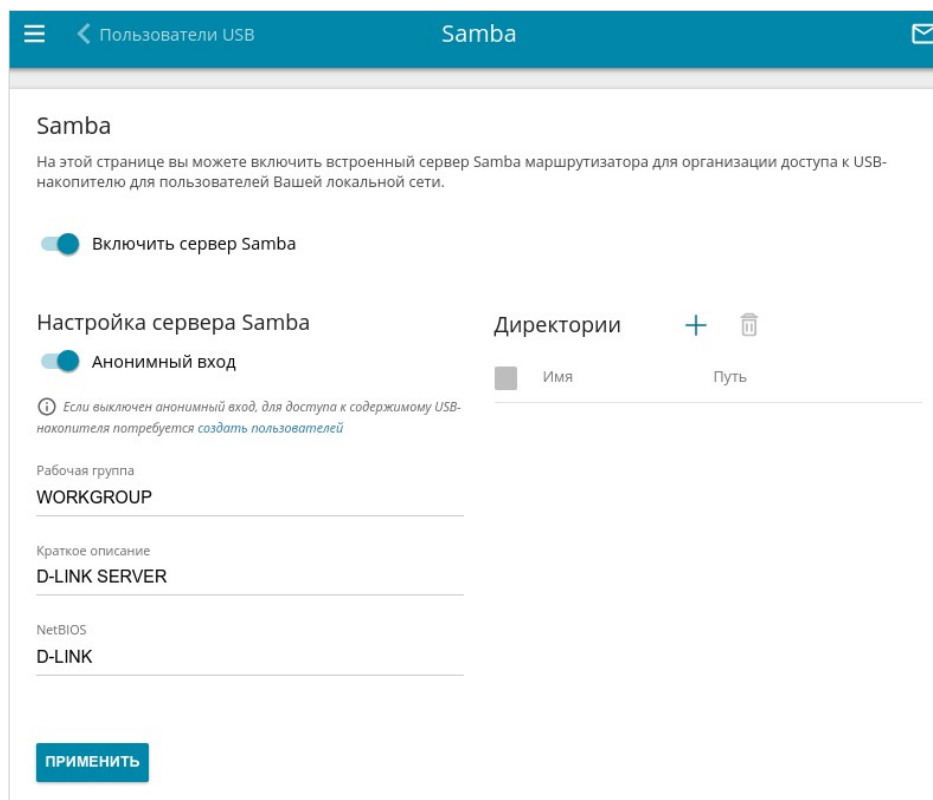 Пользователи USB
Samba
Samba
На этой странице вы можете включить встроенный сервер Samba маршрутизатора для организации доступа к USB-
накопителю для пользователей Вашей локальной сети.
Включить сервер Samba
Настройка сервера Samba
Анонимный вход
Если выключен анонимный вход, для доступа к содержимому USB-
накопителя потребуется создать пользователей
Рабочая группа
WORKGROUP
Краткое описание
D-LINK SERVER
NetBIOS
D-LINK
Директории
Имя Путь
ПРИМЕНИТЬ